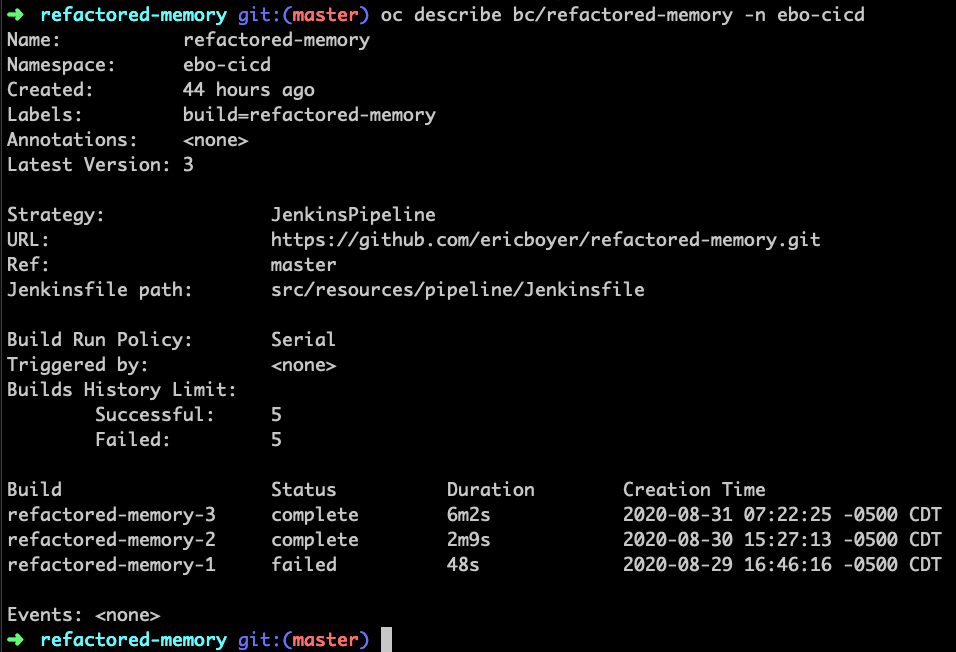 ➜ refactored-memory git:(master) oc describe bc/refactored-memory -n ebo-cicd
Name: refactored-memory
Namespace: ebo-cicd
Created: 44 hours ago
Labels: build=refactored-memory
Annotations: <none>
Latest Version: 3
Strategy: JenkinsPipeline
URL: https://github.com/ericboyer/refactored-memory.git
Ref: master
Jenkinsfile path: src/resources/pipeline/Jenkinsfile
Build Run Policy: Serial
Triggered by: <none>
Builds History Limit:
Successful: 5
Failed: 5
Build Status Duration Creation Time
refactored-memory-3 complete 6m2s 2020-08-31 07:22:25 -0500 CDT
refactored-memory-2 complete 2m9s 2020-08-30 15:27:13 -0500 CDT
refactored-memory-1 failed 48s 2020-08-29 16:46:16 -0500 CDT
Events: <none>
➜ refactored-memory git:(master)